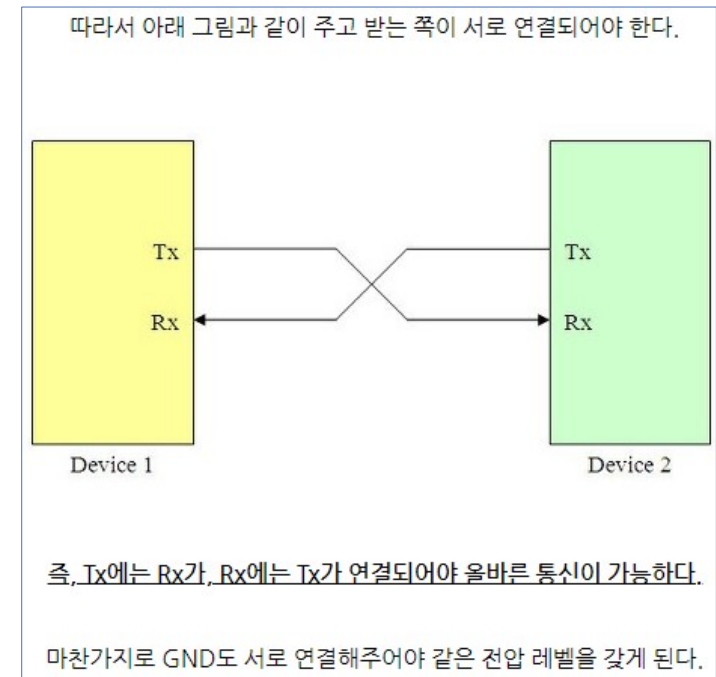 따라서 아래 그림과 같이 주고 받는 쪽이 서로 연결되어야 한다.
Tx Tx
Rx Rx
Device 1 Device 2
즉, Tx에는 Rx가, Rx에는 Tx가 연결되어야 올바른 통신이 가능하다.
마찬가지로 GND도 서로 연결해주어야 같은 전압 레벨을 갖게 된다.